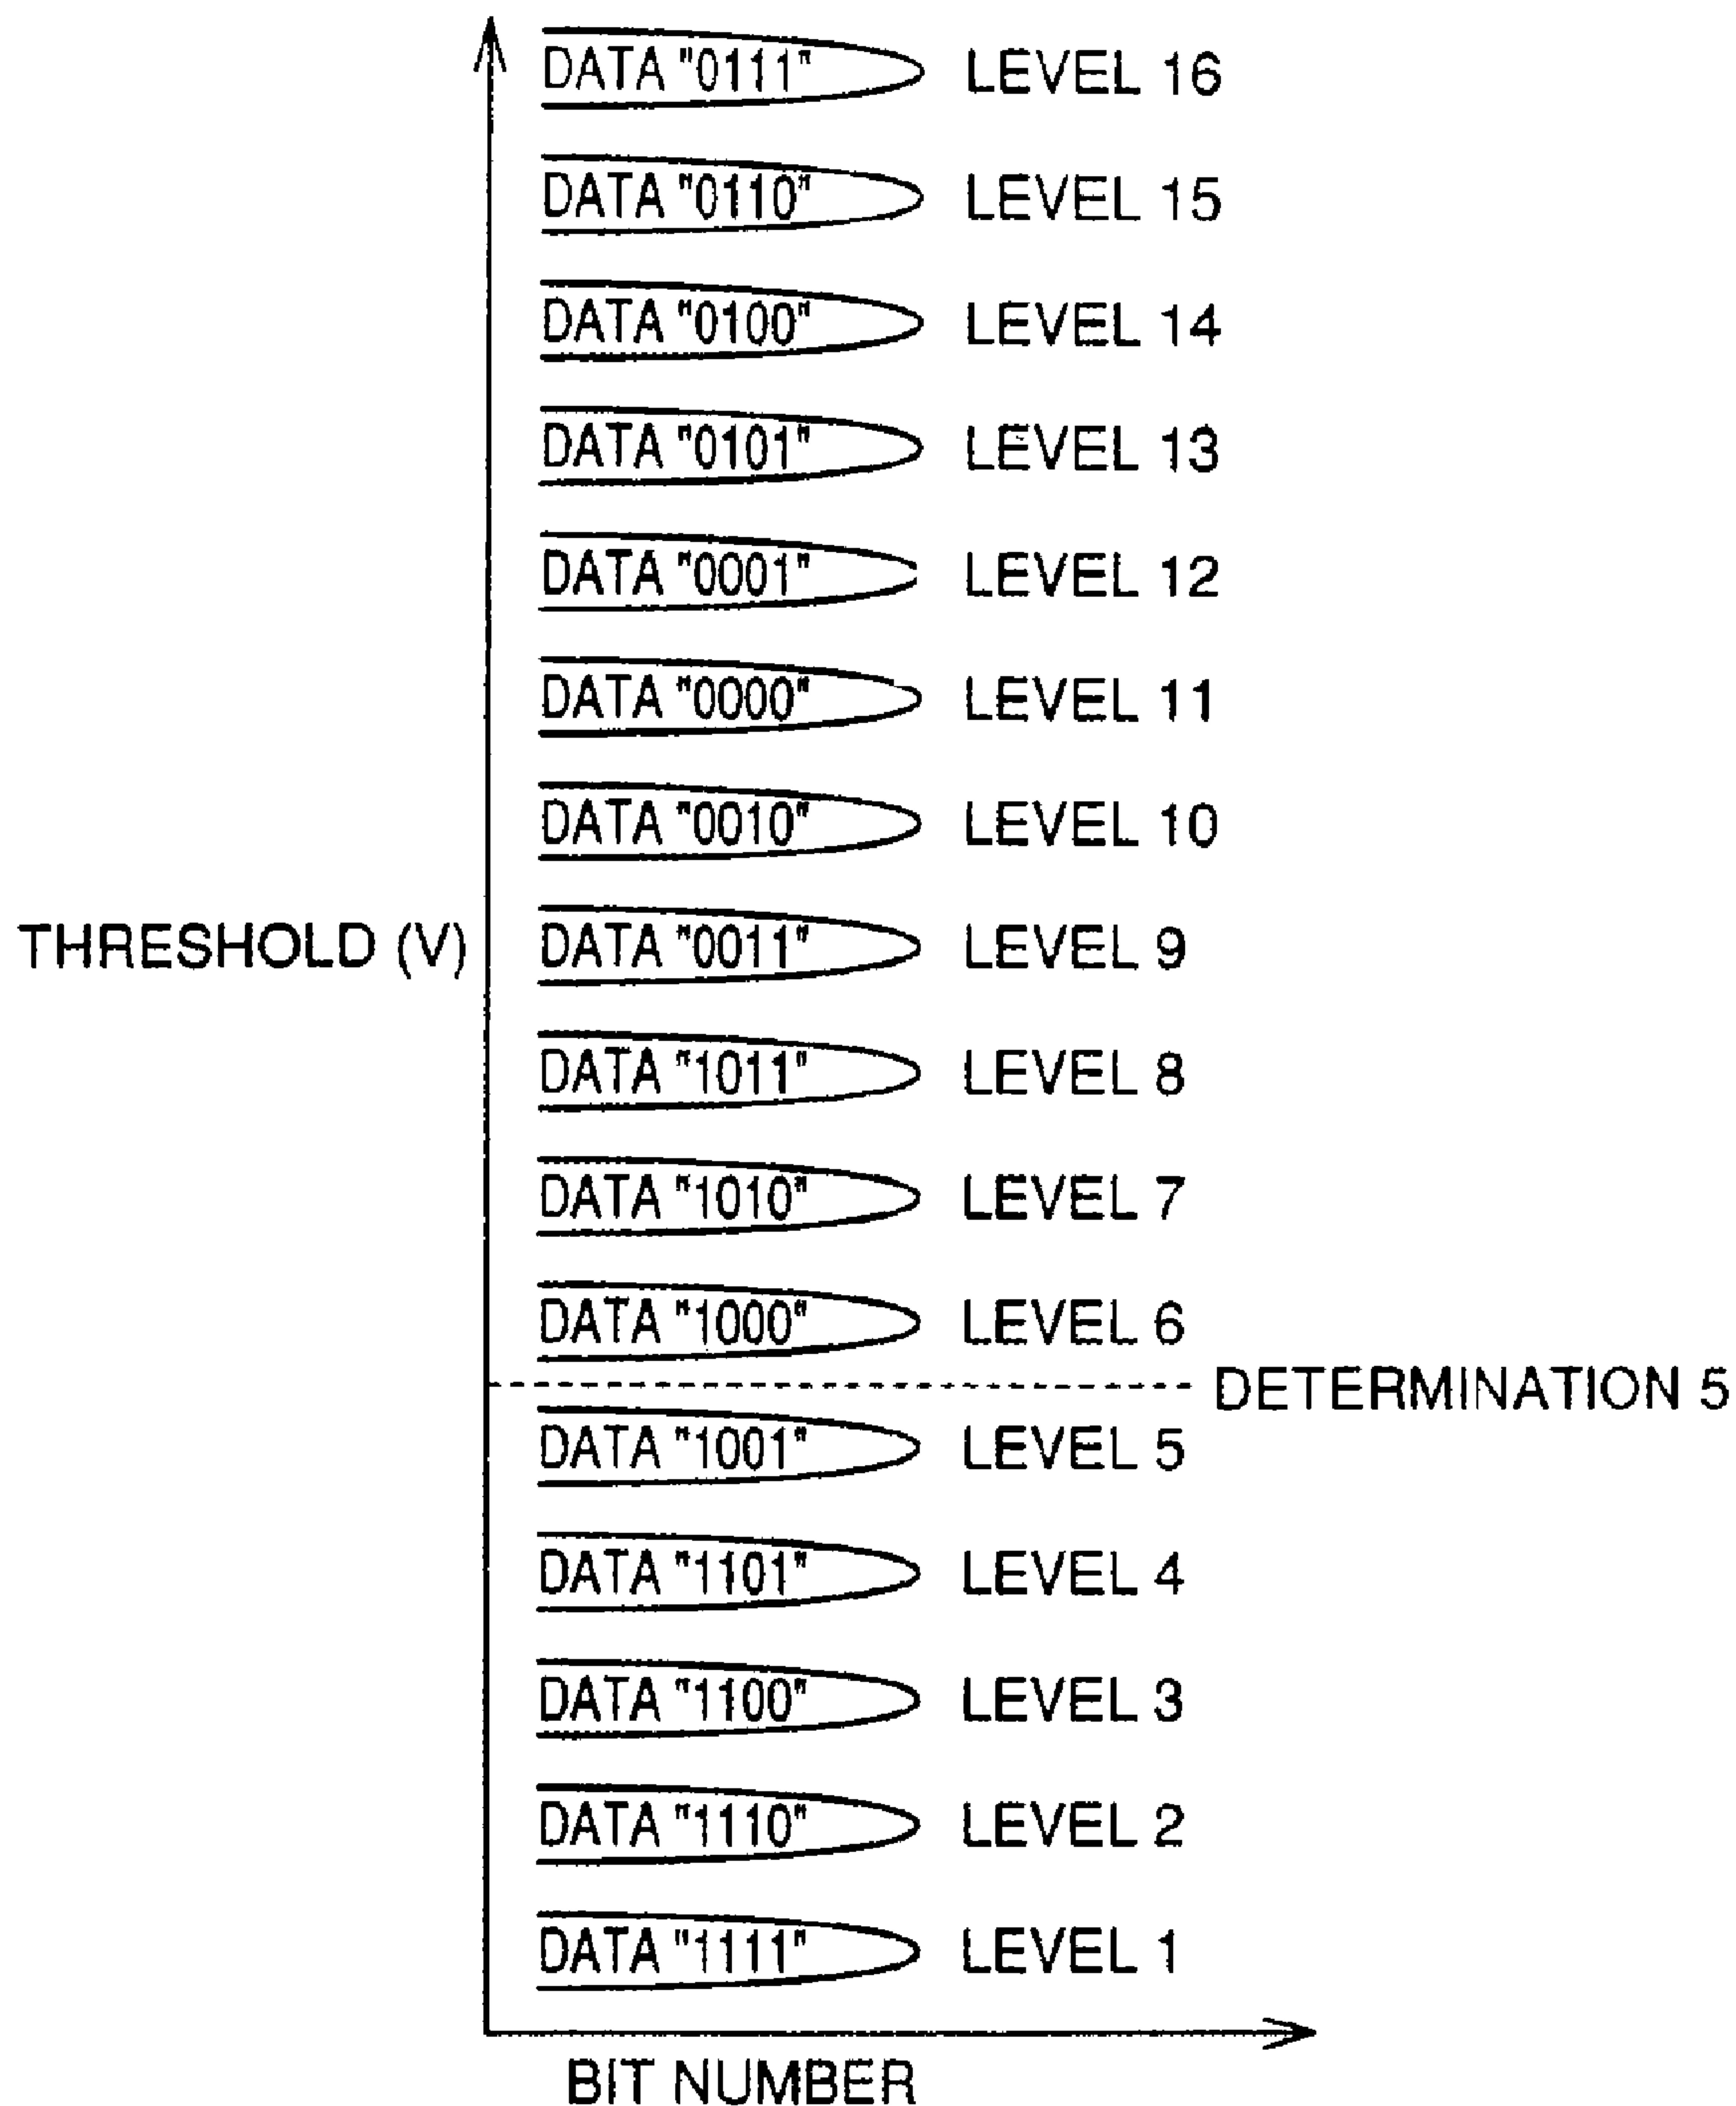 DATA "0111" LEVEL 16
DATA "0110" LEVEL 15
DATA "0100" LEVEL 14
DATA "0101" LEVEL 13
DATA "0001" LEVEL 12
DATA "0000" LEVEL 11
DATA "0010" LEVEL 10
THRESHOLD (V) DATA "0011" LEVEL 9
DATA "1011" LEVEL 8
DATA "1010" LEVEL 7
DATA "1000" LEVEL 6
DETERMINATION 5
DATA "1001" LEVEL 5
DATA "1101" LEVEL 4
DATA "1100" LEVEL 3
DATA "1110" LEVEL 2
DATA "1111" LEVEL 1
BIT NUMBER